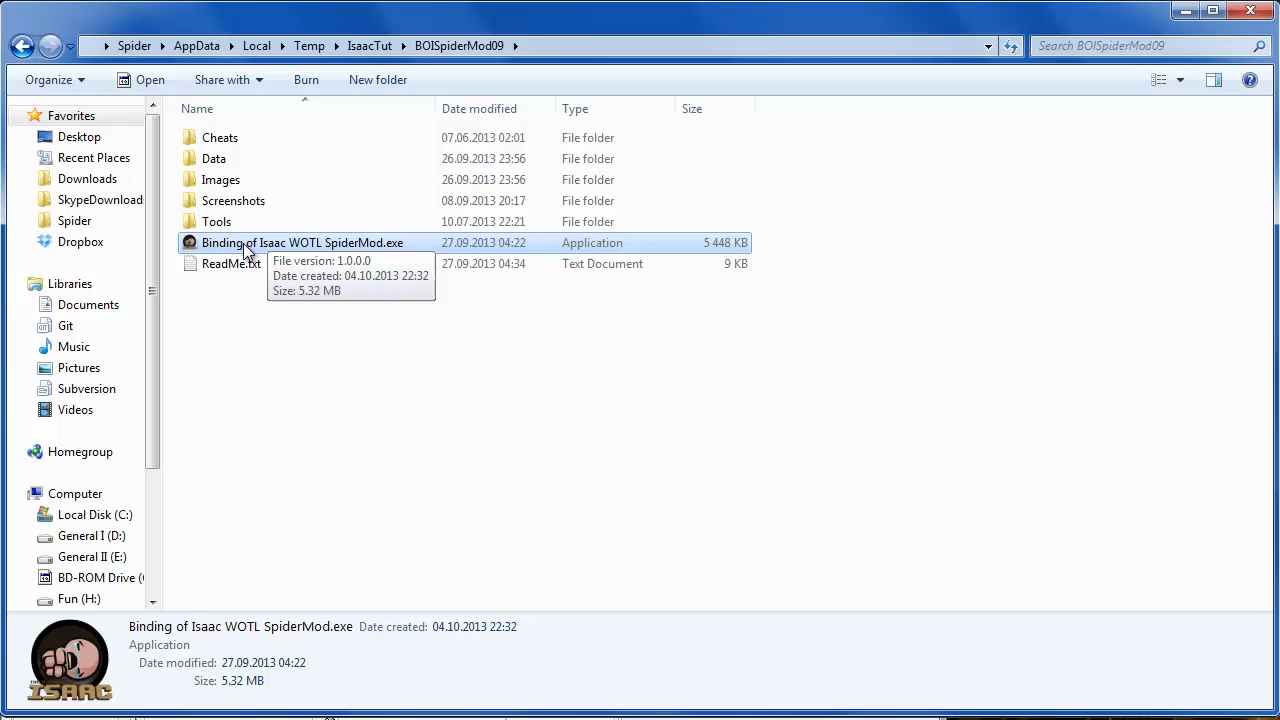 Spider AppData Local Temp IsaacTut BOISpiderMod09
Search BOISpiderMod09
Organize Open Share with Burn New folder
Name Date modified Type Size
Favorites
Desktop
Recent Places
Downloads
SkypeDownload
Spider
Dropbox
Libraries
Documents
Git
Music
Pictures
Subversion
Videos
Homegroup
Computer
Local Disk (C:)
General I (D:)
General II (E:)
BD-ROM Drive (
Fun (H:)
Cheats 07.06.2013 02:01 File folder
Data 26.09.2013 23:56 File folder
Images 26.09.2013 23:56 File folder
Screenshots 08.09.2013 20:17 File folder
Tools 10.07.2013 22:21 File folder
Binding of Isaac WOTL SpiderMod.exe 27.09.2013 04:22 Application 5 448 KB
ReadMe.txt 27.09.2013 04:34 Text Document 9 KB
File version: 1.0.0.0
Date created: 04.10.2013 22:32
Size: 5.32 MB
Binding of Isaac WOTL SpiderMod.exe Date created: 04.10.2013 22:32
Application
Date modified: 27.09.2013 04:22
Size: 5.32 MB
ISAAC